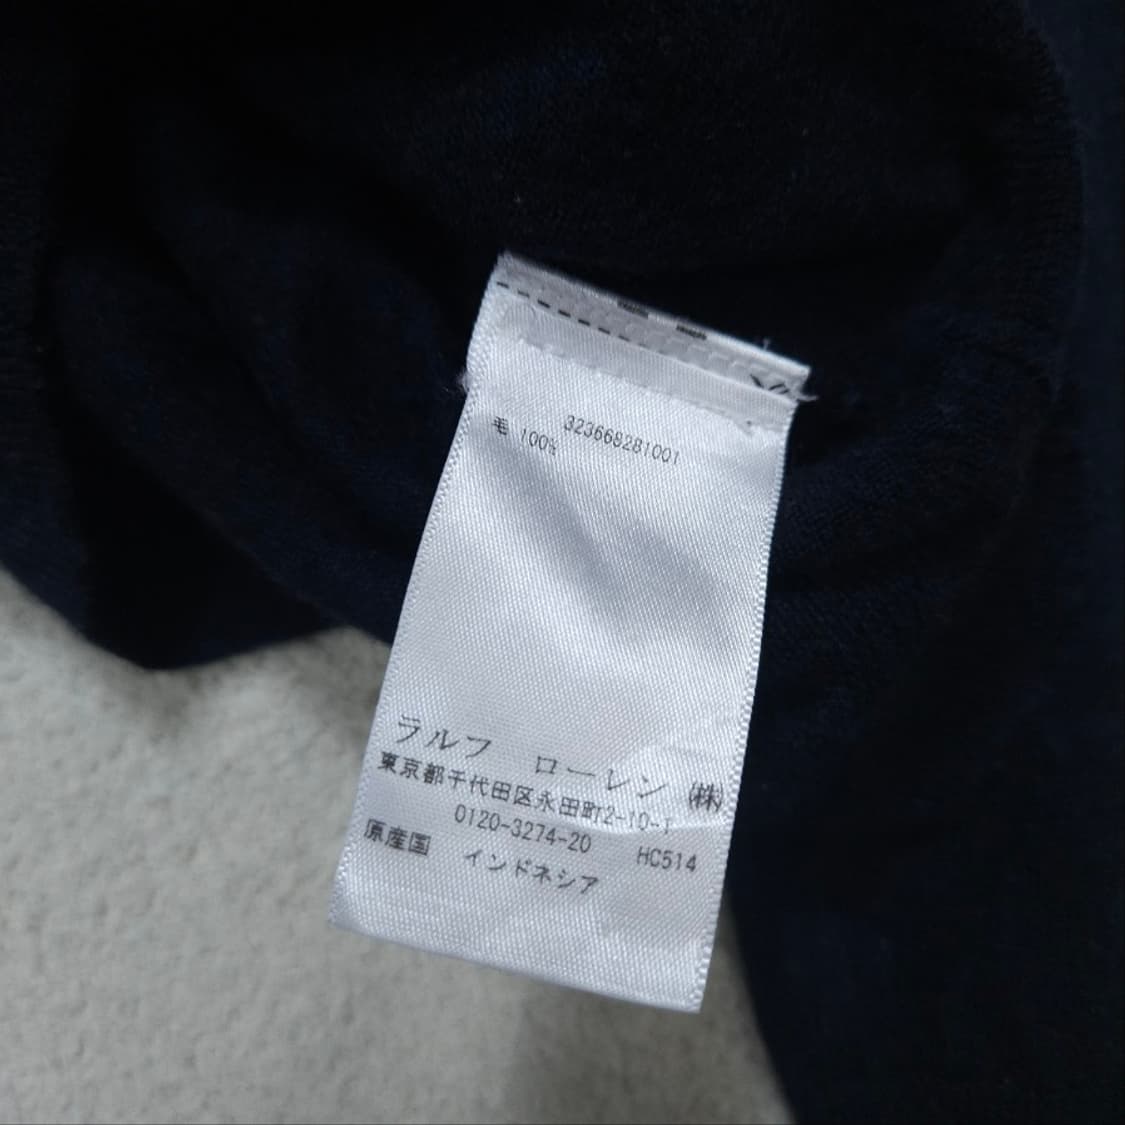 323668281001
毛 100%
ラルフ ローレン (株)
東京都千代田区永田町2-10-1
0120-3274-20 HC514
原産国 インドネシア